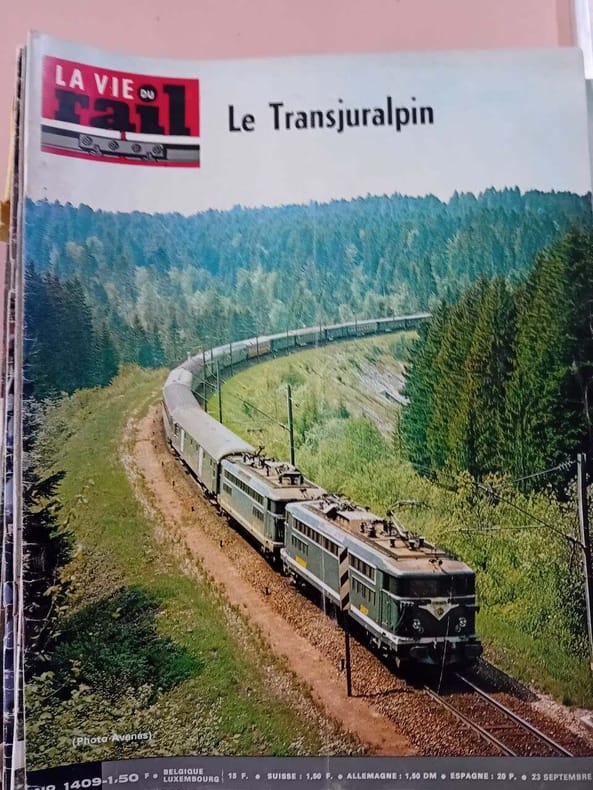 LA VIE DU
rail
Le Transjuralpin
(Photo Avenas)
NO 1409-1,50 F ● BELGIQUE LUXEMBOURG 15 F. ● SUISSE : 1,50 F. ● ALLEMAGNE : 1,50 DM ● ESPAGNE : 20 P. ● 23 SEPTEMBRE